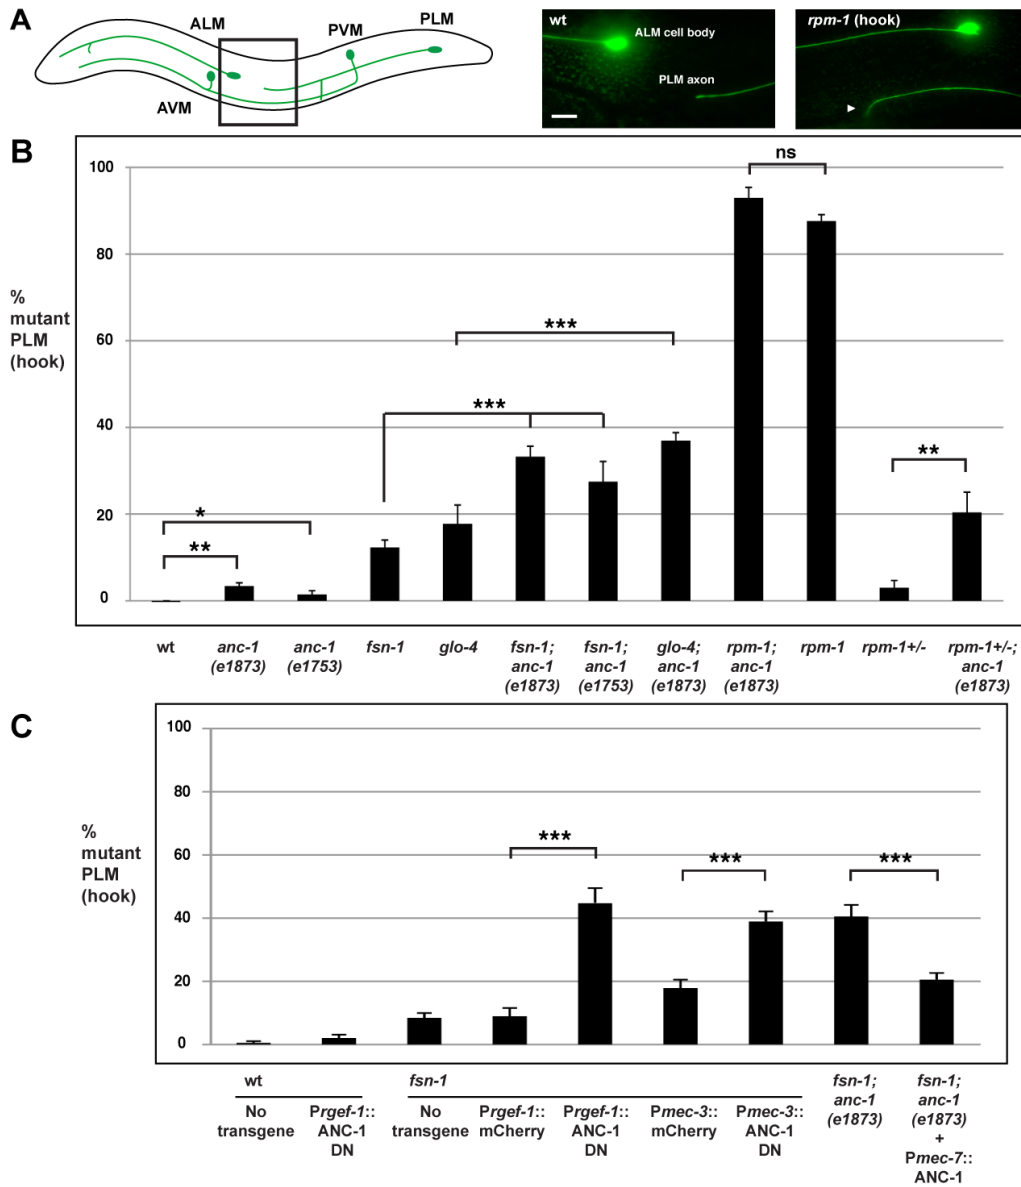 A
ALM
PVM
PLM
AVM
wt
ALM cell body
PLM axon
rpm-1 (hook)
B
%
mutant
PLM
(hook)
100
80
60
40
20
0
*
**
***
***
ns
**
wt
anc-1
(e1873)
anc-1
(e1753)
fsn-1
glo-4
fsn-1;
anc-1
(e1873)
fsn-1;
anc-1
(e1753)
glo-4;
anc-1
(e1873)
rpm-1;
anc-1
(e1873)
rpm-1
rpm-1+/-
rpm-1+/-;
anc-1
(e1873)
C
%
mutant
PLM
(hook)
100
80
60
40
20
0
***
***
***
wt
No
transgene
Prgef-1::
ANC-1
DN
fsn-1
No
transgene
Prgef-1::
mCherry
Prgef-1::
ANC-1
DN
Pmec-3::
mCherry
Pmec-3::
ANC-1
DN
fsn-1;
anc-1
(e1873)
fsn-1;
anc-1
(e1873)
+
Pmec-7::
ANC-1